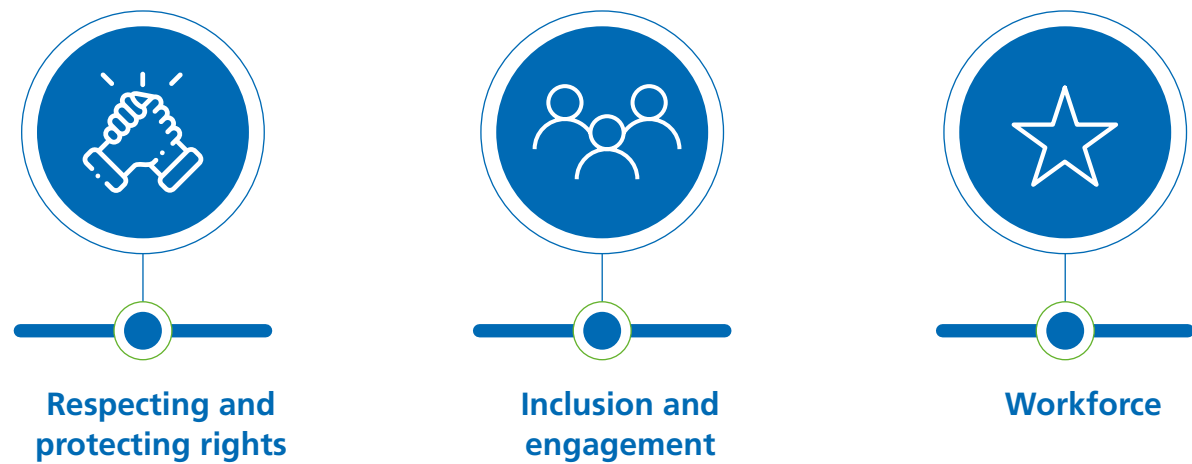 Respecting and
protecting rights
Inclusion and
engagement
Workforce